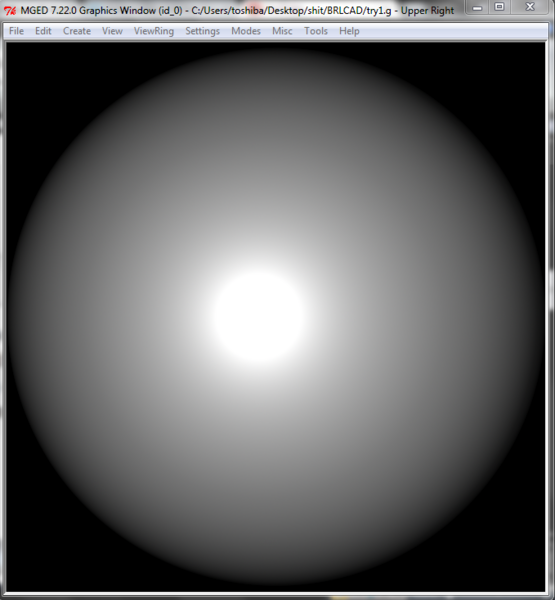 MGED 7.22.0 Graphics Window (id_0) - C:/Users/toshiba/Desktop/shit/BRLCAD/try1.g - Upper Right
File Edit Create View ViewRing Settings Modes Misc Tools Help